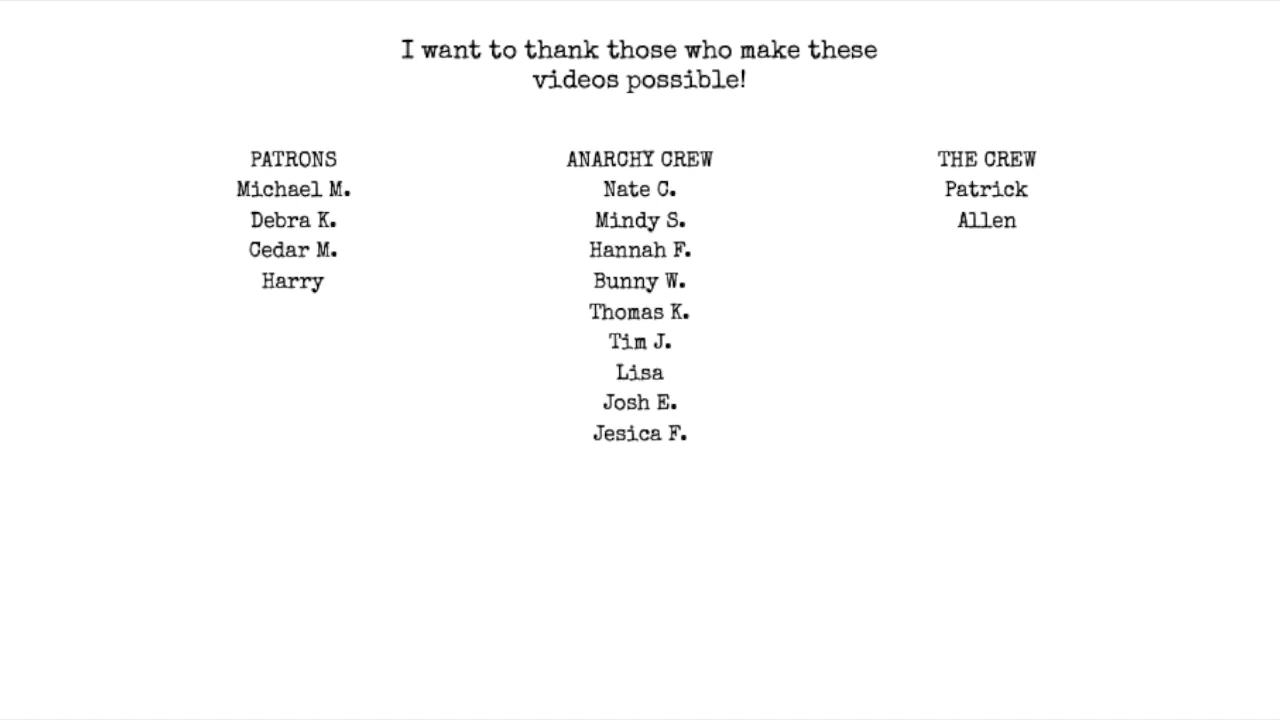 I want to thank those who make these
videos possible!
PATRONS
Michael M.
Debra K.
Cedar M.
Harry
ANARCHY CREW
Nate C.
Mindy S.
Hannah F.
Bunny W.
Thomas K.
Tim J.
Lisa
Josh E.
Jesica F.
THE CREW
Patrick
Allen